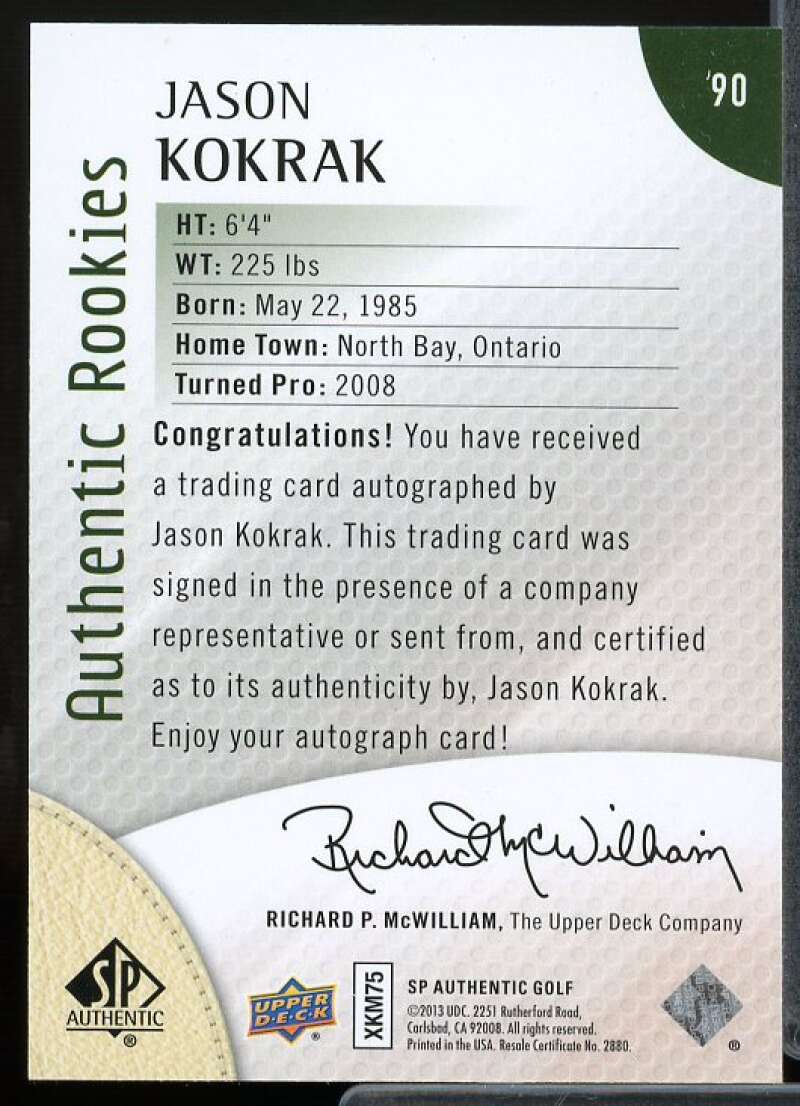 '90
JASON
KOKRAK
Authentic Rookies
HT: 6'4"
WT: 225 lbs
Born: May 22, 1985
Home Town: North Bay, Ontario
Turned Pro: 2008
Congratulations! You have received
a trading card autographed by
Jason Kokrak. This trading card was
signed in the presence of a company
representative or sent from, and certified
as to its authenticity by, Jason Kokrak.
Enjoy your autograph card!
Richard McWilliam
RICHARD P. McWILLIAM, The Upper Deck Company
SP
AUTHENTIC
®
UPPER
D·E·C·K
®
XKM75
SP AUTHENTIC GOLF
©2013 UDC. 2251 Rutherford Road,
Carlsbad, CA 92008. All rights reserved.
Printed in the USA. Resale Certificate No. 2880.
®